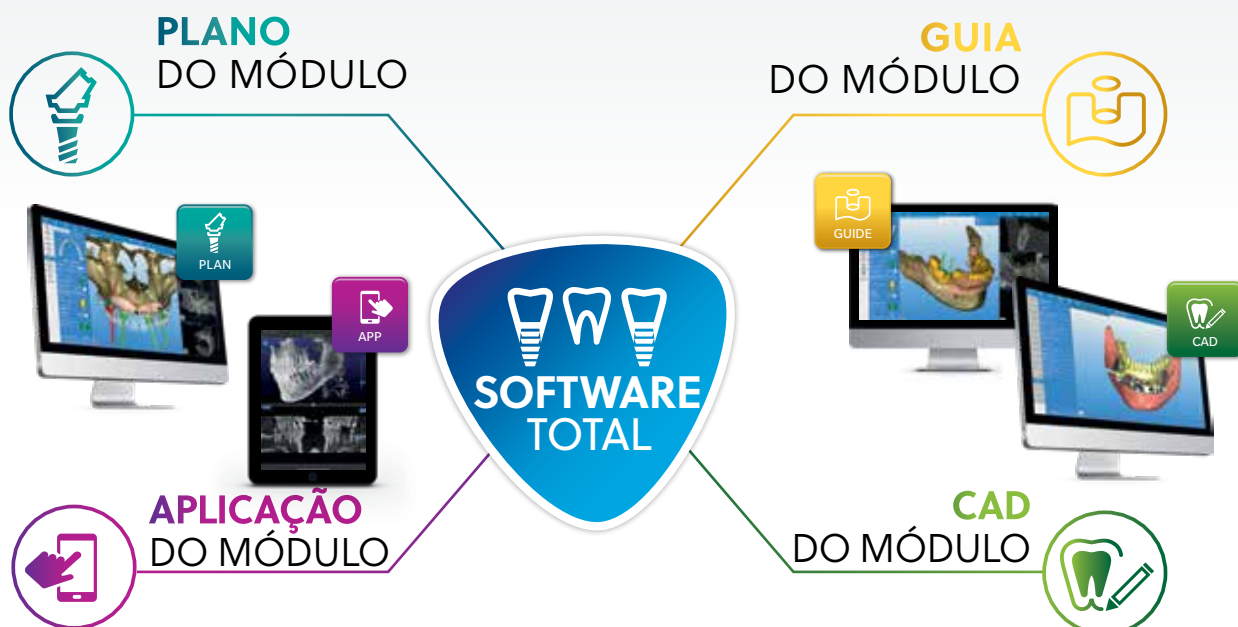 PLANO
DO MÓDULO
GUIA
DO MÓDULO
PLAN
APP
GUIDE
CAD
SOFTWARE
TOTAL
APLICAÇÃO
DO MÓDULO
CAD
DO MÓDULO